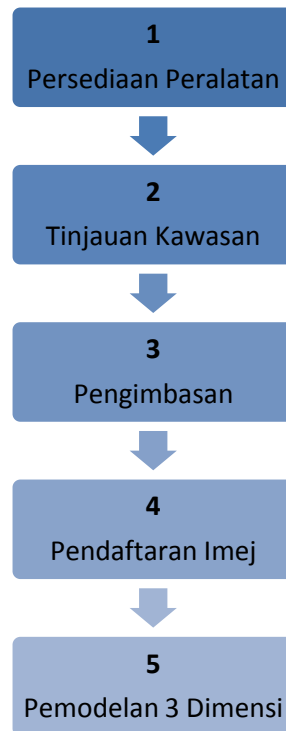 1
Persediaan Peralatan
2
Tinjauan Kawasan
3
Pengimbasan
4
Pendaftaran Imej
5
Pemodelan 3 Dimensi